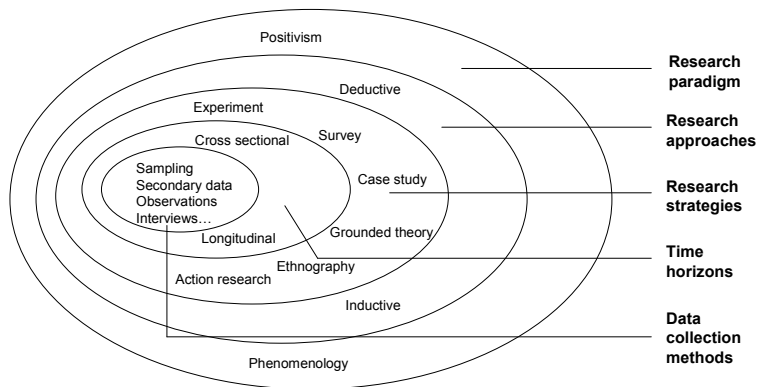 Positivism
Research
paradigm
Deductive
Experiment
Research
approaches
Cross sectional
Survey
Sampling
Secondary data
Observations
Interviews…
Case study
Research
strategies
Longitudinal
Grounded theory
Ethnography
Time
horizons
Action research
Inductive
Data
collection
methods
Phenomenology